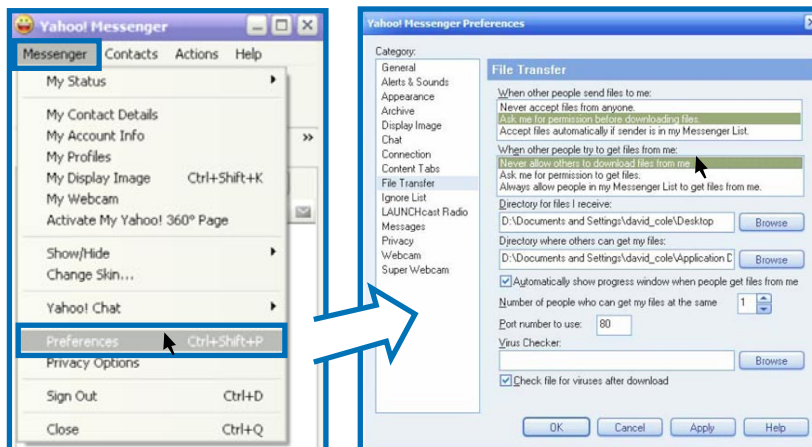 Yahoo! Messenger
Messenger Contacts Actions Help
My Status
My Contact Details
My Account Info
My Profiles
My Display Image Ctrl+Shift+K
My Webcam
Activate My Yahoo! 360° Page
Show/Hide
Change Skin...
Yahoo! Chat
Preferences Ctrl+Shift+P
Privacy Options
Sign Out Ctrl+D
Close Ctrl+Q
Yahoo! Messenger Preferences
Category:
General
Alerts & Sounds
Appearance
Archive
Display Image
Chat
Connection
Content Tabs
File Transfer
Ignore List
LAUNCHcast Radio
Messages
Privacy
Webcam
Super Webcam
File Transfer
When other people send files to me:
Never accept files from anyone.
Ask me for permission before downloading files.
Accept files automatically if sender is in my Messenger List.
When other people try to get files from me:
Never allow others to download files from me
Ask me for permission to get files.
Always allow people in my Messenger List to get files from me.
Directory for files I receive:
D:\Documents and Settings\david_cole\Desktop Browse
Directory where others can get my files:
D:\Documents and Settings\david_cole\Application D Browse
Automatically show progress window when people get files from me
Number of people who can get my files at the same 1
Port number to use: 80
Virus Checker:
Browse
Check file for viruses after download
OK Cancel Apply Help